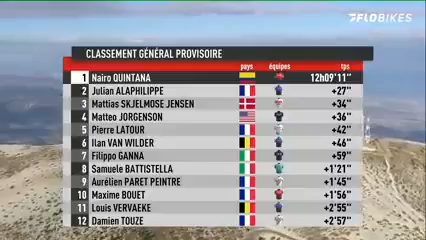 FLOBIKES
CLASSEMENT GÉNÉRAL PROVISOIRE
pays équipes tps
1 Nairo QUINTANA 12h09'11"
2 Julian ALAPHILIPPE +27"
3 Mattias SKJELMOSE JENSEN +34"
4 Matteo JORGENSON +36"
5 Pierre LATOUR +42"
6 Ilan VAN WILDER +46"
7 Filippo GANNA +59"
8 Samuele BATTISTELLA +1'21"
9 Aurélien PARET PEINTRE +1'45"
10 Maxime BOUET +1'56"
11 Louis VERVAEKE +2'55"
12 Damien TOUZE +2'57"